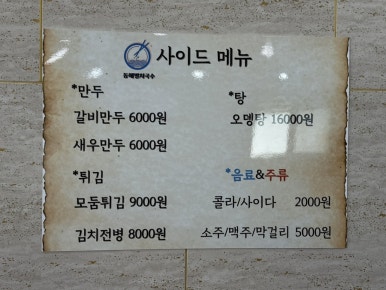 사이드 메뉴
*만두
갈비만두 6000원
새우만두 6000원
*튀김
모둠튀김 9000원
김치전병 8000원
*탕
오뎅탕 16000원
*음료&주류
콜라/사이다 2000원
소주/맥주/막걸리 5000원